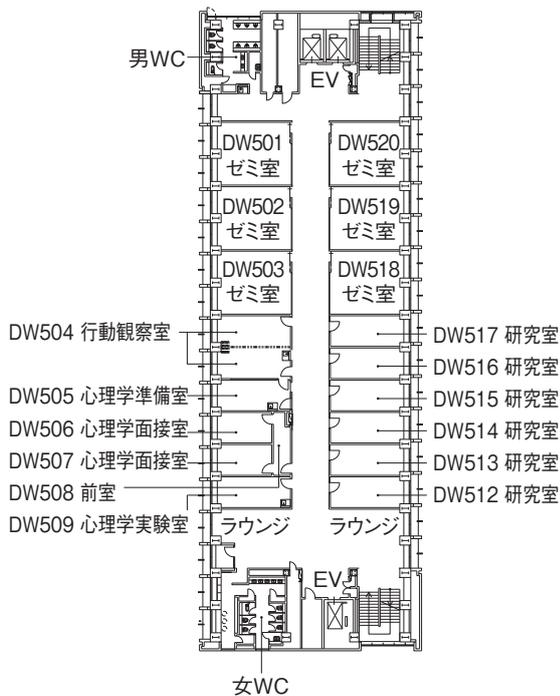 男WC
EV
DW501
ゼミ室
DW520
ゼミ室
DW502
ゼミ室
DW519
ゼミ室
DW503
ゼミ室
DW518
ゼミ室
DW504 行動観察室
DW517 研究室
DW516 研究室
DW505 心理学準備室
DW515 研究室
DW506 心理学面接室
DW514 研究室
DW507 心理学面接室
DW513 研究室
DW508 前室
DW512 研究室
DW509 心理学実験室
ラウンジ
ラウンジ
EV
女WC